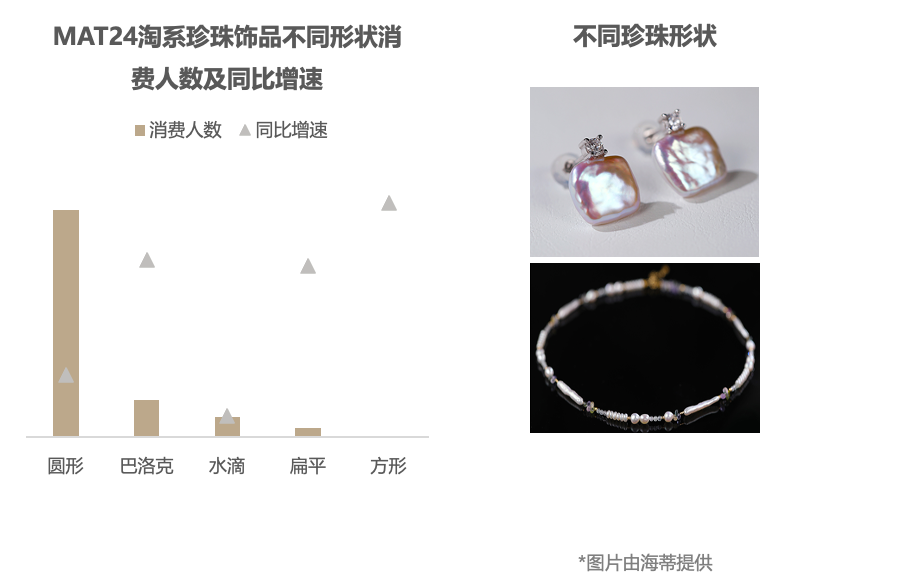 MAT24淘系珍珠饰品不同形状消
费人数及同比增速
消费人数 同比增速
圆形 巴洛克 水滴 扁平 方形
不同珍珠形状
*图片由海蒂提供